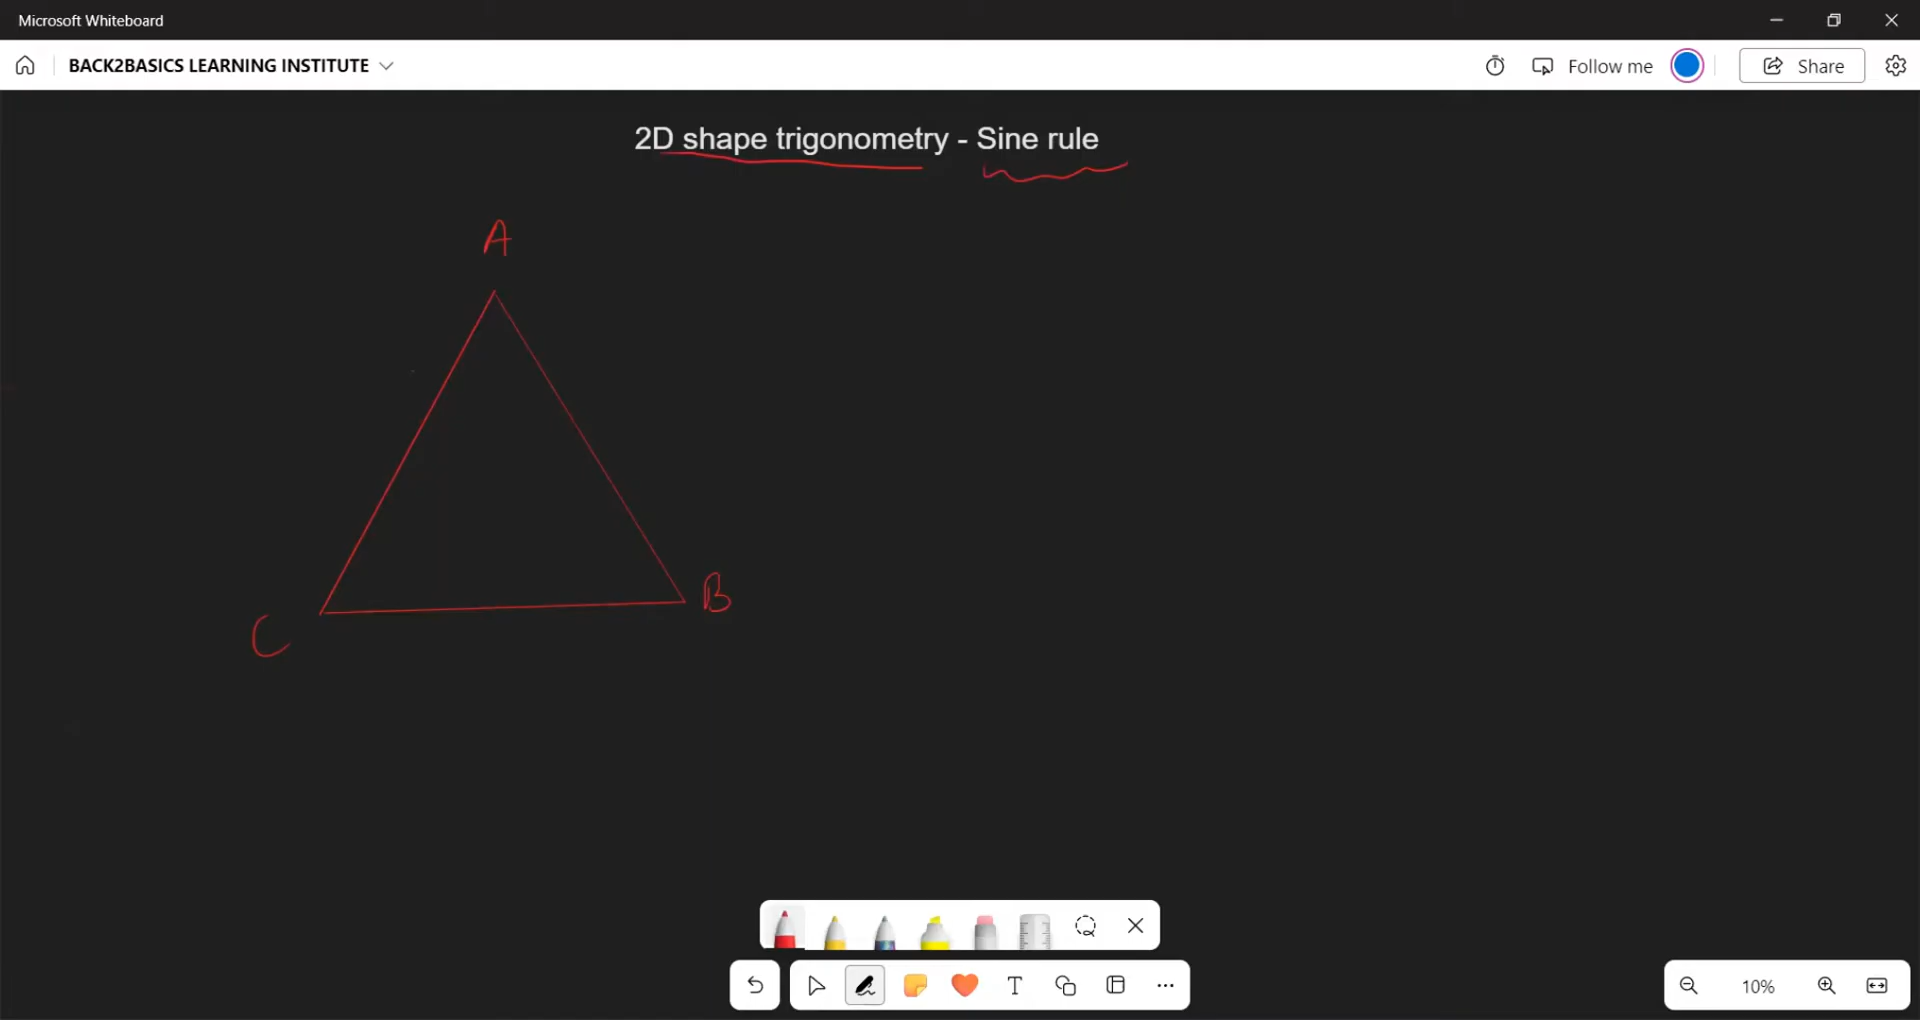 Microsoft Whiteboard
BACK2BASICS LEARNING INSTITUTE
Follow me
Share
2D shape trigonometry - Sine rule
A
B
C
10%